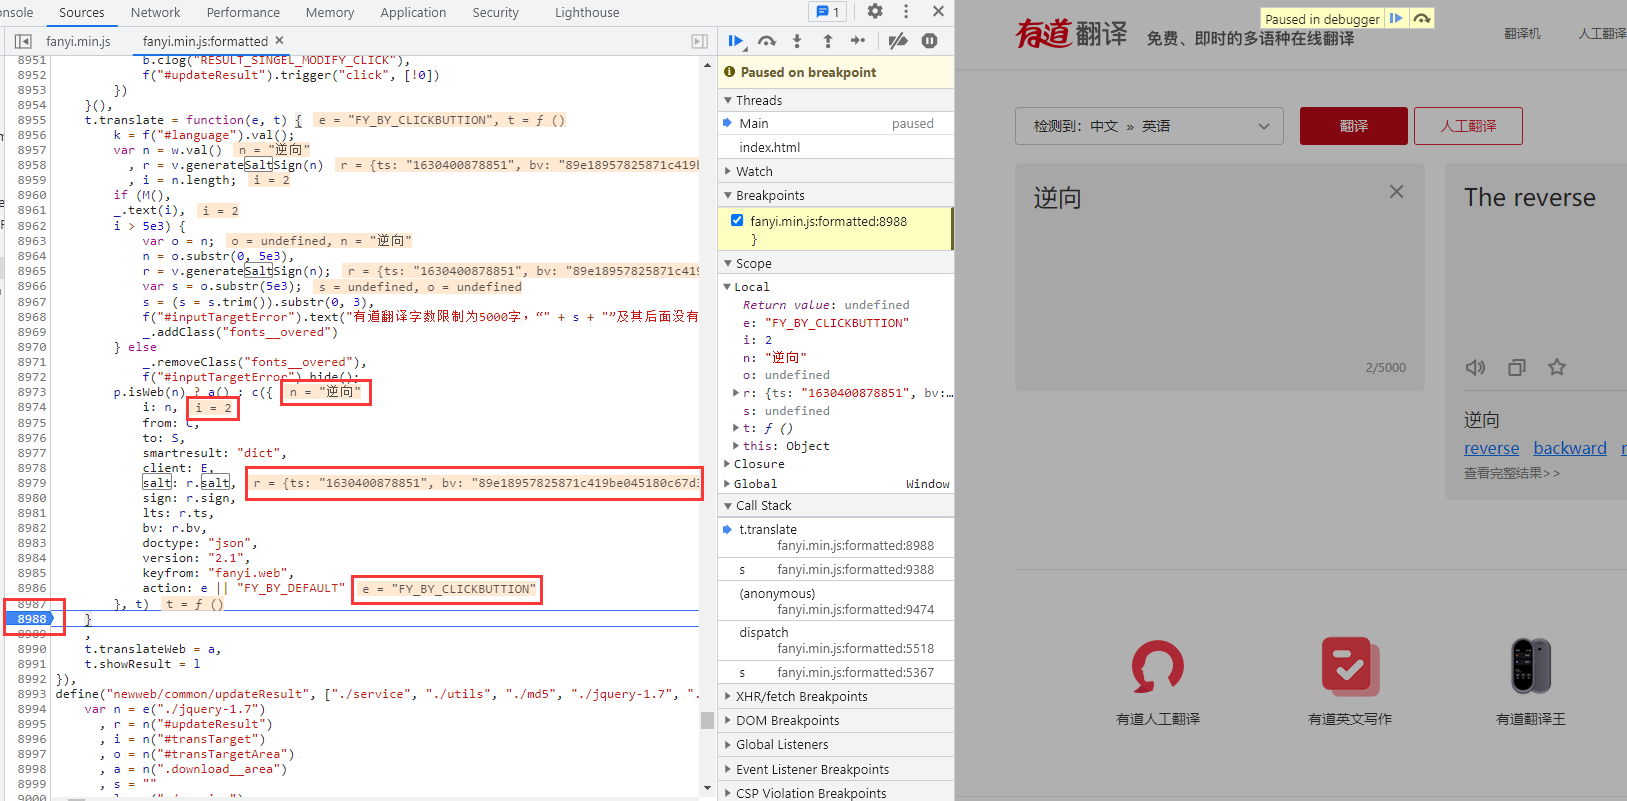 onsole Sources Network Performance Memory Application Security Lighthouse 1
fanyi.min.js fanyi.min.js:formatted
8951 b.clog("RESULT_SINGEL_MODIFY_CLICK"),
8952 f("#updateResult").trigger("click", [!0])
8953 })
8954 }(),
8955 t.translate = function(e, t) { e = "FY_BY_CLICKBUTTION", t = ƒ ()
8956 k = f("#language").val();
8957 var n = w.val() n = "逆向"
8958 , r = v.generateSaltSign(n) r = {ts: "1630400878851", bv: "89e18957825871c419b
8959 , i = n.length; i = 2
8960 if (M(),
8961 _.text(i), i = 2
8962 i > 5e3) {
8963 var o = n; o = undefined, n = "逆向"
8964 n = o.substr(0, 5e3),
8965 r = v.generateSaltSign(n); r = {ts: "1630400878851", bv: "89e18957825871c419
8966 var s = o.substr(5e3); s = undefined, o = undefined
8967 s = (s = s.trim()).substr(0, 3),
8968 f("#inputTargetError").text("有道翻译字数限制为5000字，“" + s + "”及其后面没有
8969 _.addClass("fonts__overed")
8970 } else
8971 _.removeClass("fonts__overed"),
8972 f("#inputTargetError").hide();
8973 p.isWeb(n) ? a() : c({ n = "逆向"
8974 i: n, i = 2
8975 from: C,
8976 to: S,
8977 smartresult: "dict",
8978 client: E,
8979 salt: r.salt, r = {ts: "1630400878851", bv: "89e18957825871c419be045180c67d3
8980 sign: r.sign,
8981 lts: r.ts,
8982 bv: r.bv,
8983 doctype: "json",
8984 version: "2.1",
8985 keyfrom: "fanyi.web",
8986 action: e || "FY_BY_DEFAULT" e = "FY_BY_CLICKBUTTION"
8987 }, t) t = ƒ ()
8988 }
8989 ,
8990 t.translateWeb = a,
8991 t.showResult = l
8992 }),
8993 define("newweb/common/updateResult", ["./service", "./utils", "./md5", "./jquery-1.7", ".
8994 var n = e("./jquery-1.7")
8995 , r = n("#updateResult")
8996 , i = n("#transTarget")
8997 , o = n("#transTargetArea")
8998 , a = n(".download__area")
8999 , s = ""
9000
Paused on breakpoint
Threads
Main paused
index.html
Watch
Breakpoints
fanyi.min.js:formatted:8988
}
Scope
Local
Return value: undefined
e: "FY_BY_CLICKBUTTION"
i: 2
n: "逆向"
o: undefined
r: {ts: "1630400878851", bv:…
s: undefined
t: ƒ ()
this: Object
Closure
Global Window
Call Stack
t.translate
fanyi.min.js:formatted:8988
s fanyi.min.js:formatted:9388
(anonymous)
fanyi.min.js:formatted:9474
dispatch
fanyi.min.js:formatted:5518
s fanyi.min.js:formatted:5367
XHR/fetch Breakpoints
DOM Breakpoints
Global Listeners
Event Listener Breakpoints
CSP Violation Breakpoints
Paused in debugger
有道翻译 免费、即时的多语种在线翻译 翻译机 人工翻译
检测到：中文 » 英语 翻译 人工翻译
逆向
2/5000
The reverse
逆向
reverse backward r
查看完整结果>>
有道人工翻译 有道英文写作 有道翻译王